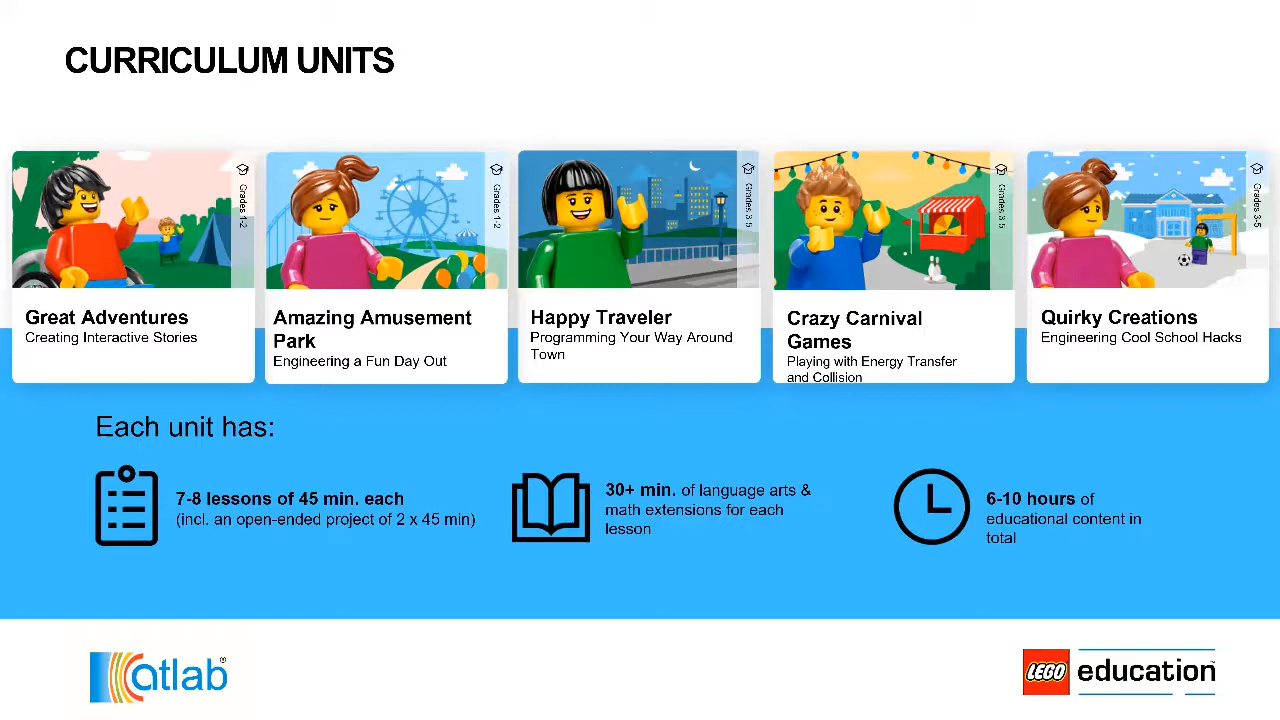 CURRICULUM UNITS
Grades 1-2
Great Adventures
Creating Interactive Stories
Grades 1-2
Amazing Amusement
Park
Engineering a Fun Day Out
Grades 3-5
Happy Traveler
Programming Your Way Around
Town
Grades 3-5
Crazy Carnival
Games
Playing with Energy Transfer
and Collision
Grades 3-5
Quirky Creations
Engineering Cool School Hacks
Each unit has:
7-8 lessons of 45 min. each
(incl. an open-ended project of 2 x 45 min)
30+ min. of language arts &
math extensions for each
lesson
6-10 hours of
educational content in
total
atlab®
LEGO education™